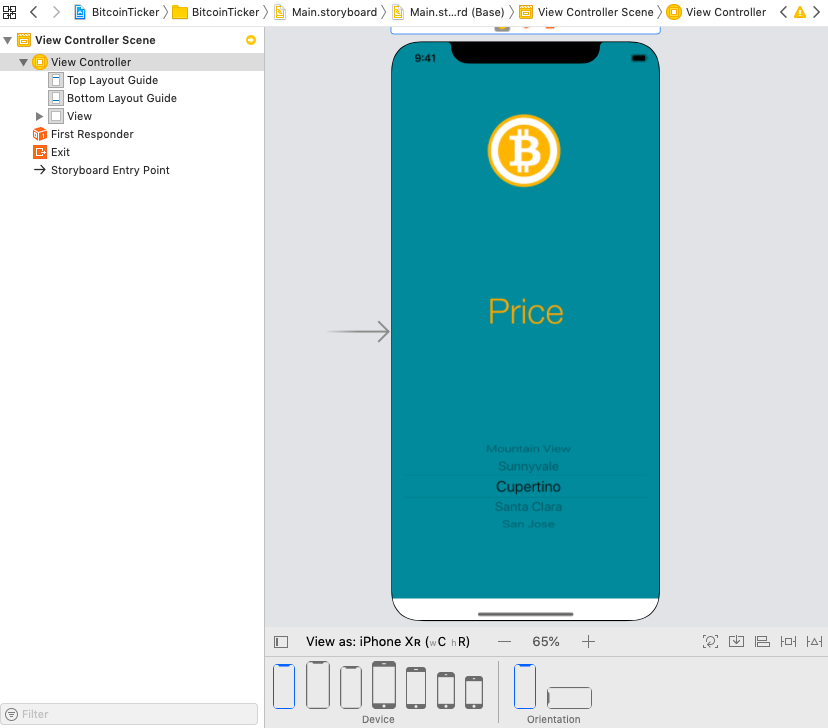 BitcoinTicker BitcoinTicker Main.storyboard Main.st...rd (Base) View Controller Scene View Controller
View Controller Scene
View Controller
Top Layout Guide
Bottom Layout Guide
View
First Responder
Exit
Storyboard Entry Point
9:41
Price
Mountain View
Sunnyvale
Cupertino
Santa Clara
San Jose
View as: iPhone XR (wC hR) — 65% +
Device
Orientation
Filter